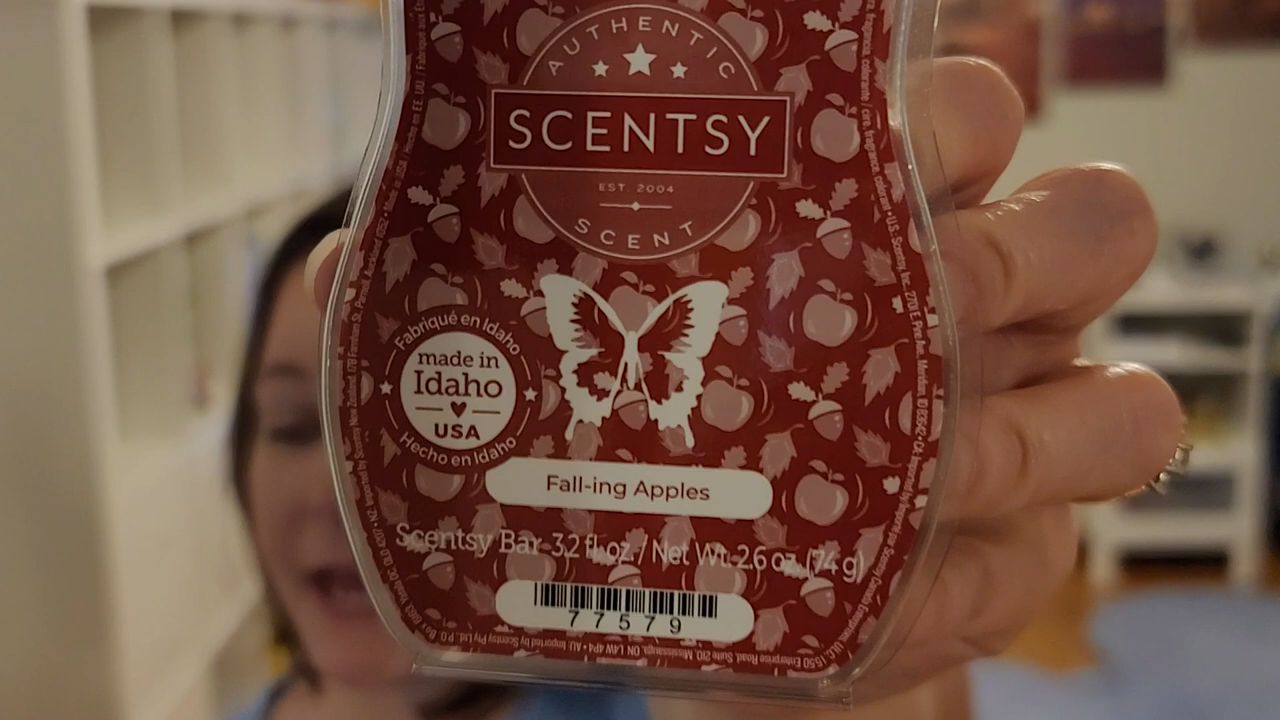 AUTHENTIC
SCENTSY
EST. 2004
SCENT
Fabriqué en Idaho
made in
Idaho
USA
Hecho en Idaho
Fall-ing Apples
Scentsy Bar 3.2 fl. oz. / Net Wt. 2.6 oz. (74 g)
77579